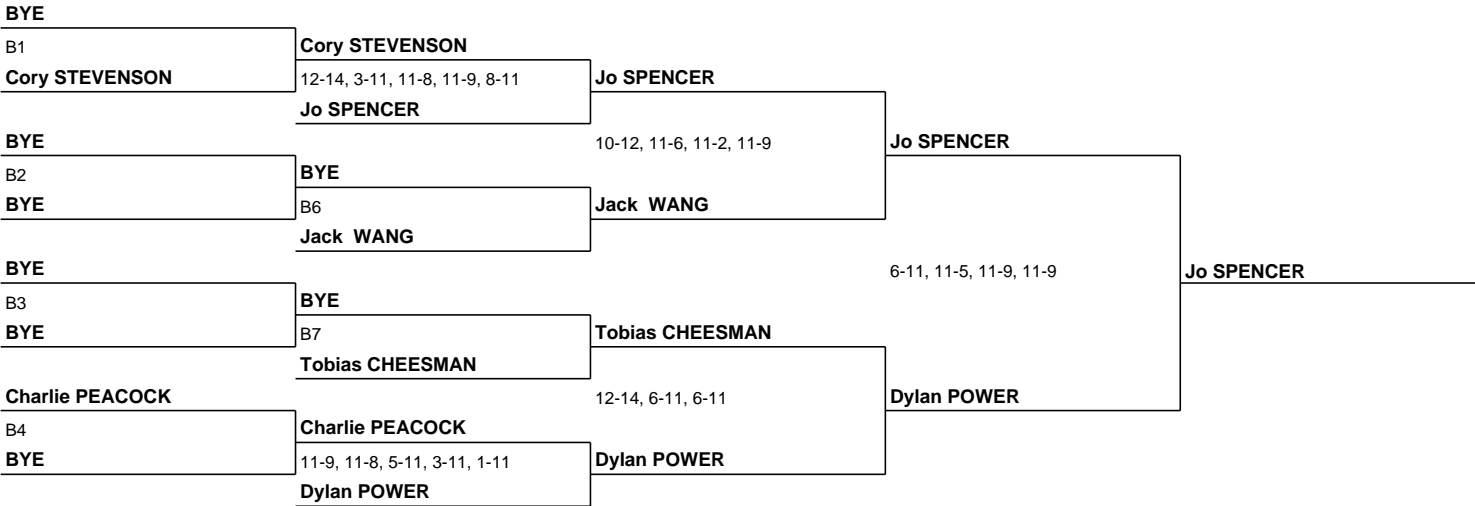 BYE
B1
Cory STEVENSON
Cory STEVENSON
12-14, 3-11, 11-8, 11-9, 8-11
Jo SPENCER
Jo SPENCER
BYE
10-12, 11-6, 11-2, 11-9
Jo SPENCER
B2
BYE
BYE
B6
Jack  WANG
Jack  WANG
BYE
6-11, 11-5, 11-9, 11-9
Jo SPENCER
B3
BYE
BYE
B7
Tobias CHEESMAN
Tobias CHEESMAN
Charlie PEACOCK
12-14, 6-11, 6-11
Dylan POWER
B4
Charlie PEACOCK
BYE
11-9, 11-8, 5-11, 3-11, 1-11
Dylan POWER
Dylan POWER